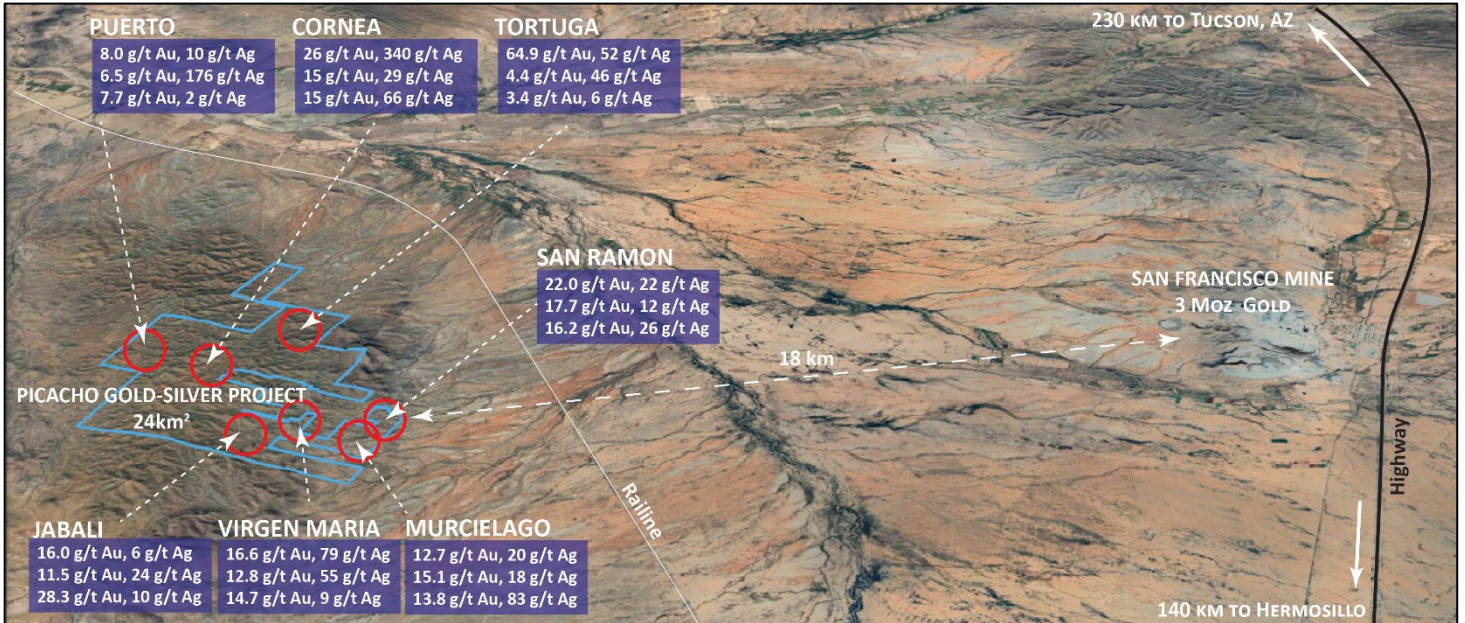 PUERTO
8.0 g/t Au, 10 g/t Ag
6.5 g/t Au, 176 g/t Ag
7.7 g/t Au, 2 g/t Ag
CORNEA
26 g/t Au, 340 g/t Ag
15 g/t Au, 29 g/t Ag
15 g/t Au, 66 g/t Ag
TORTUGA
64.9 g/t Au, 52 g/t Ag
4.4 g/t Au, 46 g/t Ag
3.4 g/t Au, 6 g/t Ag
230 KM TO TUCSON, AZ
SAN RAMON
22.0 g/t Au, 22 g/t Ag
17.7 g/t Au, 12 g/t Ag
16.2 g/t Au, 26 g/t Ag
SAN FRANCISCO MINE
3 MOZ GOLD
18 km
PICACHO GOLD-SILVER PROJECT
24km²
Railine
Highway
JABALI
16.0 g/t Au, 6 g/t Ag
11.5 g/t Au, 24 g/t Ag
28.3 g/t Au, 10 g/t Ag
VIRGEN MARIA
16.6 g/t Au, 79 g/t Ag
12.8 g/t Au, 55 g/t Ag
14.7 g/t Au, 9 g/t Ag
MURCIELAGO
12.7 g/t Au, 20 g/t Ag
15.1 g/t Au, 18 g/t Ag
13.8 g/t Au, 83 g/t Ag
140 KM TO HERMOSILLO